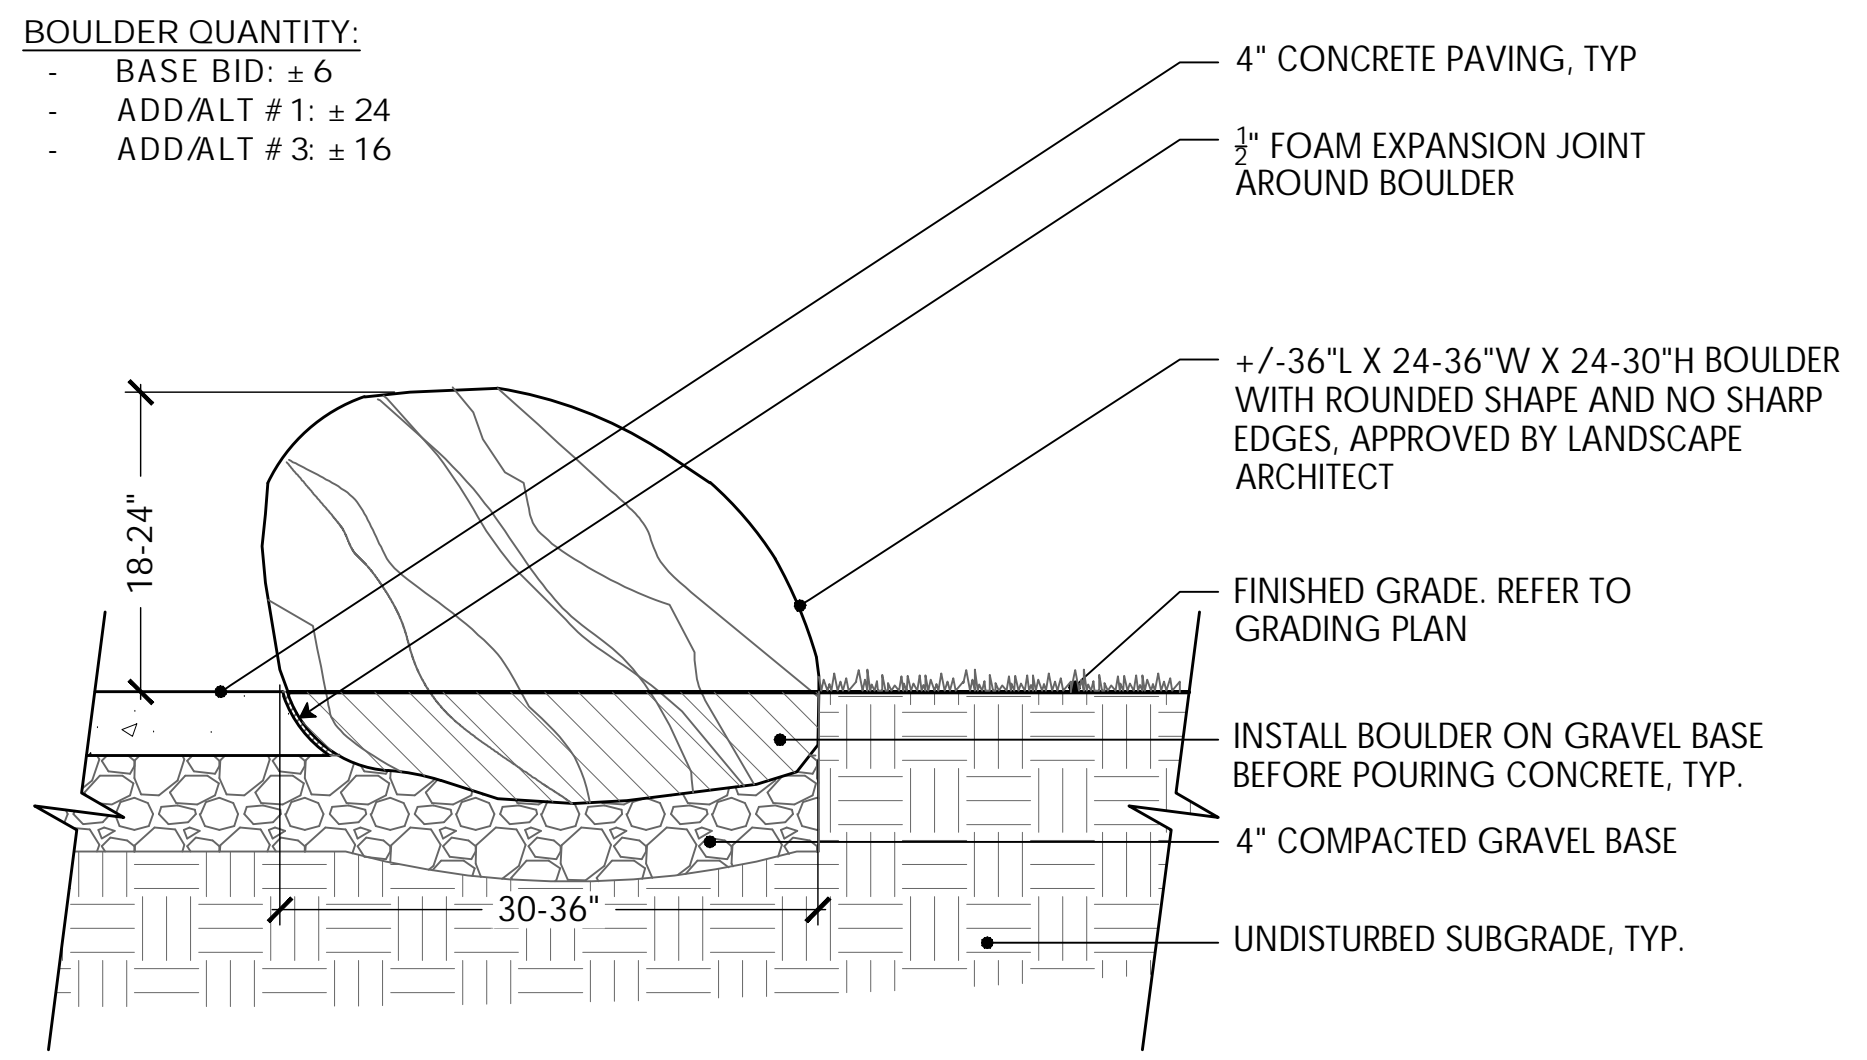 BOULDER QUANTITY:
- BASE BID: ± 6
- ADD/ALT # 1: ± 24
- ADD/ALT # 3: ± 16
4" CONCRETE PAVING, TYP
½" FOAM EXPANSION JOINT
AROUND BOULDER
+/-36"L X 24-36"W X 24-30"H BOULDER
WITH ROUNDED SHAPE AND NO SHARP
EDGES, APPROVED BY LANDSCAPE
ARCHITECT
18-24"
FINISHED GRADE. REFER TO
GRADING PLAN
INSTALL BOULDER ON GRAVEL BASE
BEFORE POURING CONCRETE, TYP.
4" COMPACTED GRAVEL BASE
30-36"
UNDISTURBED SUBGRADE, TYP.